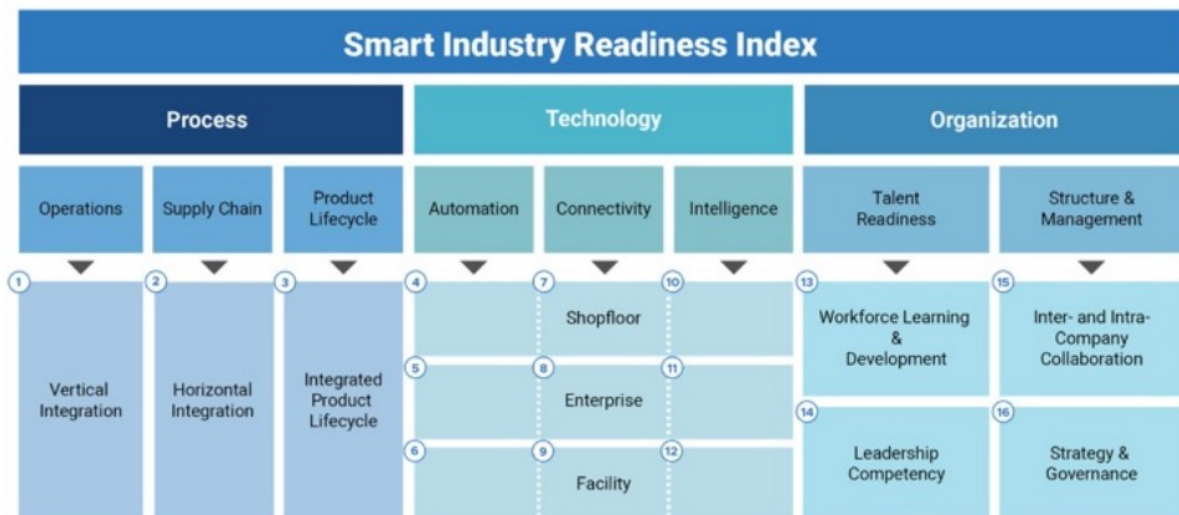 Smart Industry Readiness Index
Process
Technology
Organization
Operations
Supply Chain
Product
Lifecycle
Automation
Connectivity
Intelligence
Talent
Readiness
Structure &
Management
1
2
3
4
7
10
13
15
Vertical
Integration
Horizontal
Integration
Integrated
Product
Lifecycle
Shopfloor
5
8
11
Enterprise
6
9
12
Facility
Workforce Learning
&
Development
Inter- and Intra-
Company
Collaboration
14
16
Leadership
Competency
Strategy &
Governance